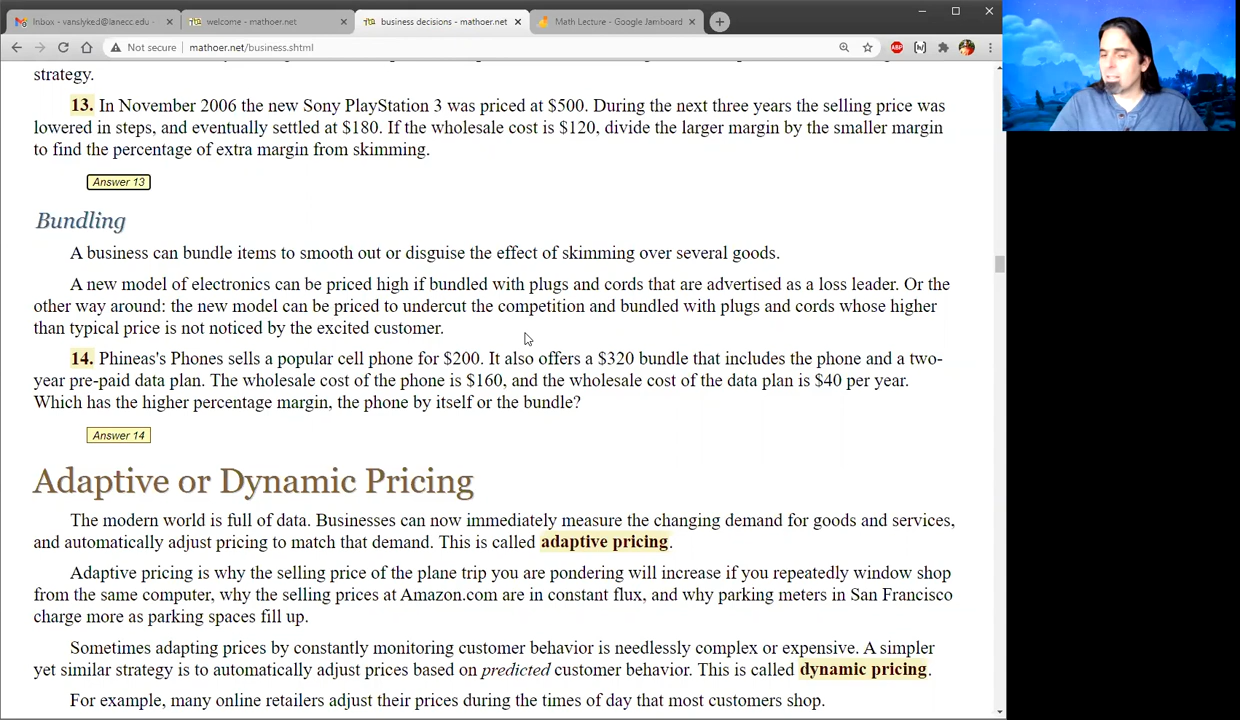 Inbox - vanslyked@lanecc.edu -
welcome - mathoer.net
business decisions - mathoer.net
Math Lecture - Google Jamboard
Not secure
mathoer.net/business.shtml
ABP
strategy.
13. In November 2006 the new Sony PlayStation 3 was priced at $500. During the next three years the selling price was
lowered in steps, and eventually settled at $180. If the wholesale cost is $120, divide the larger margin by the smaller margin
to find the percentage of extra margin from skimming.
Answer 13
Bundling
A business can bundle items to smooth out or disguise the effect of skimming over several goods.
A new model of electronics can be priced high if bundled with plugs and cords that are advertised as a loss leader. Or the
other way around: the new model can be priced to undercut the competition and bundled with plugs and cords whose higher
than typical price is not noticed by the excited customer.
14. Phineas's Phones sells a popular cell phone for $200. It also offers a $320 bundle that includes the phone and a two-
year pre-paid data plan. The wholesale cost of the phone is $160, and the wholesale cost of the data plan is $40 per year.
Which has the higher percentage margin, the phone by itself or the bundle?
Answer 14
Adaptive or Dynamic Pricing
The modern world is full of data. Businesses can now immediately measure the changing demand for goods and services,
and automatically adjust pricing to match that demand. This is called adaptive pricing.
Adaptive pricing is why the selling price of the plane trip you are pondering will increase if you repeatedly window shop
from the same computer, why the selling prices at Amazon.com are in constant flux, and why parking meters in San Francisco
charge more as parking spaces fill up.
Sometimes adapting prices by constantly monitoring customer behavior is needlessly complex or expensive. A simpler
yet similar strategy is to automatically adjust prices based on predicted customer behavior. This is called dynamic pricing.
For example, many online retailers adjust their prices during the times of day that most customers shop.